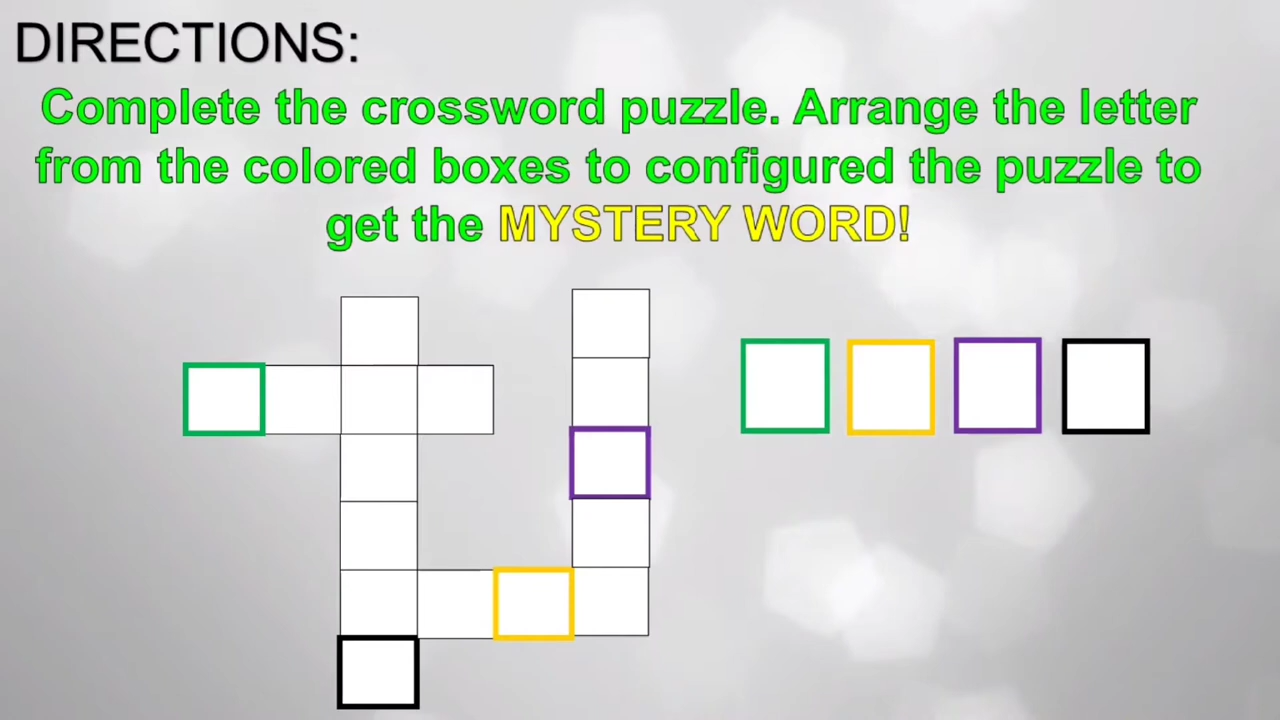 DIRECTIONS:
Complete the crossword puzzle. Arrange the letter
from the colored boxes to configured the puzzle to
get the MYSTERY WORD!